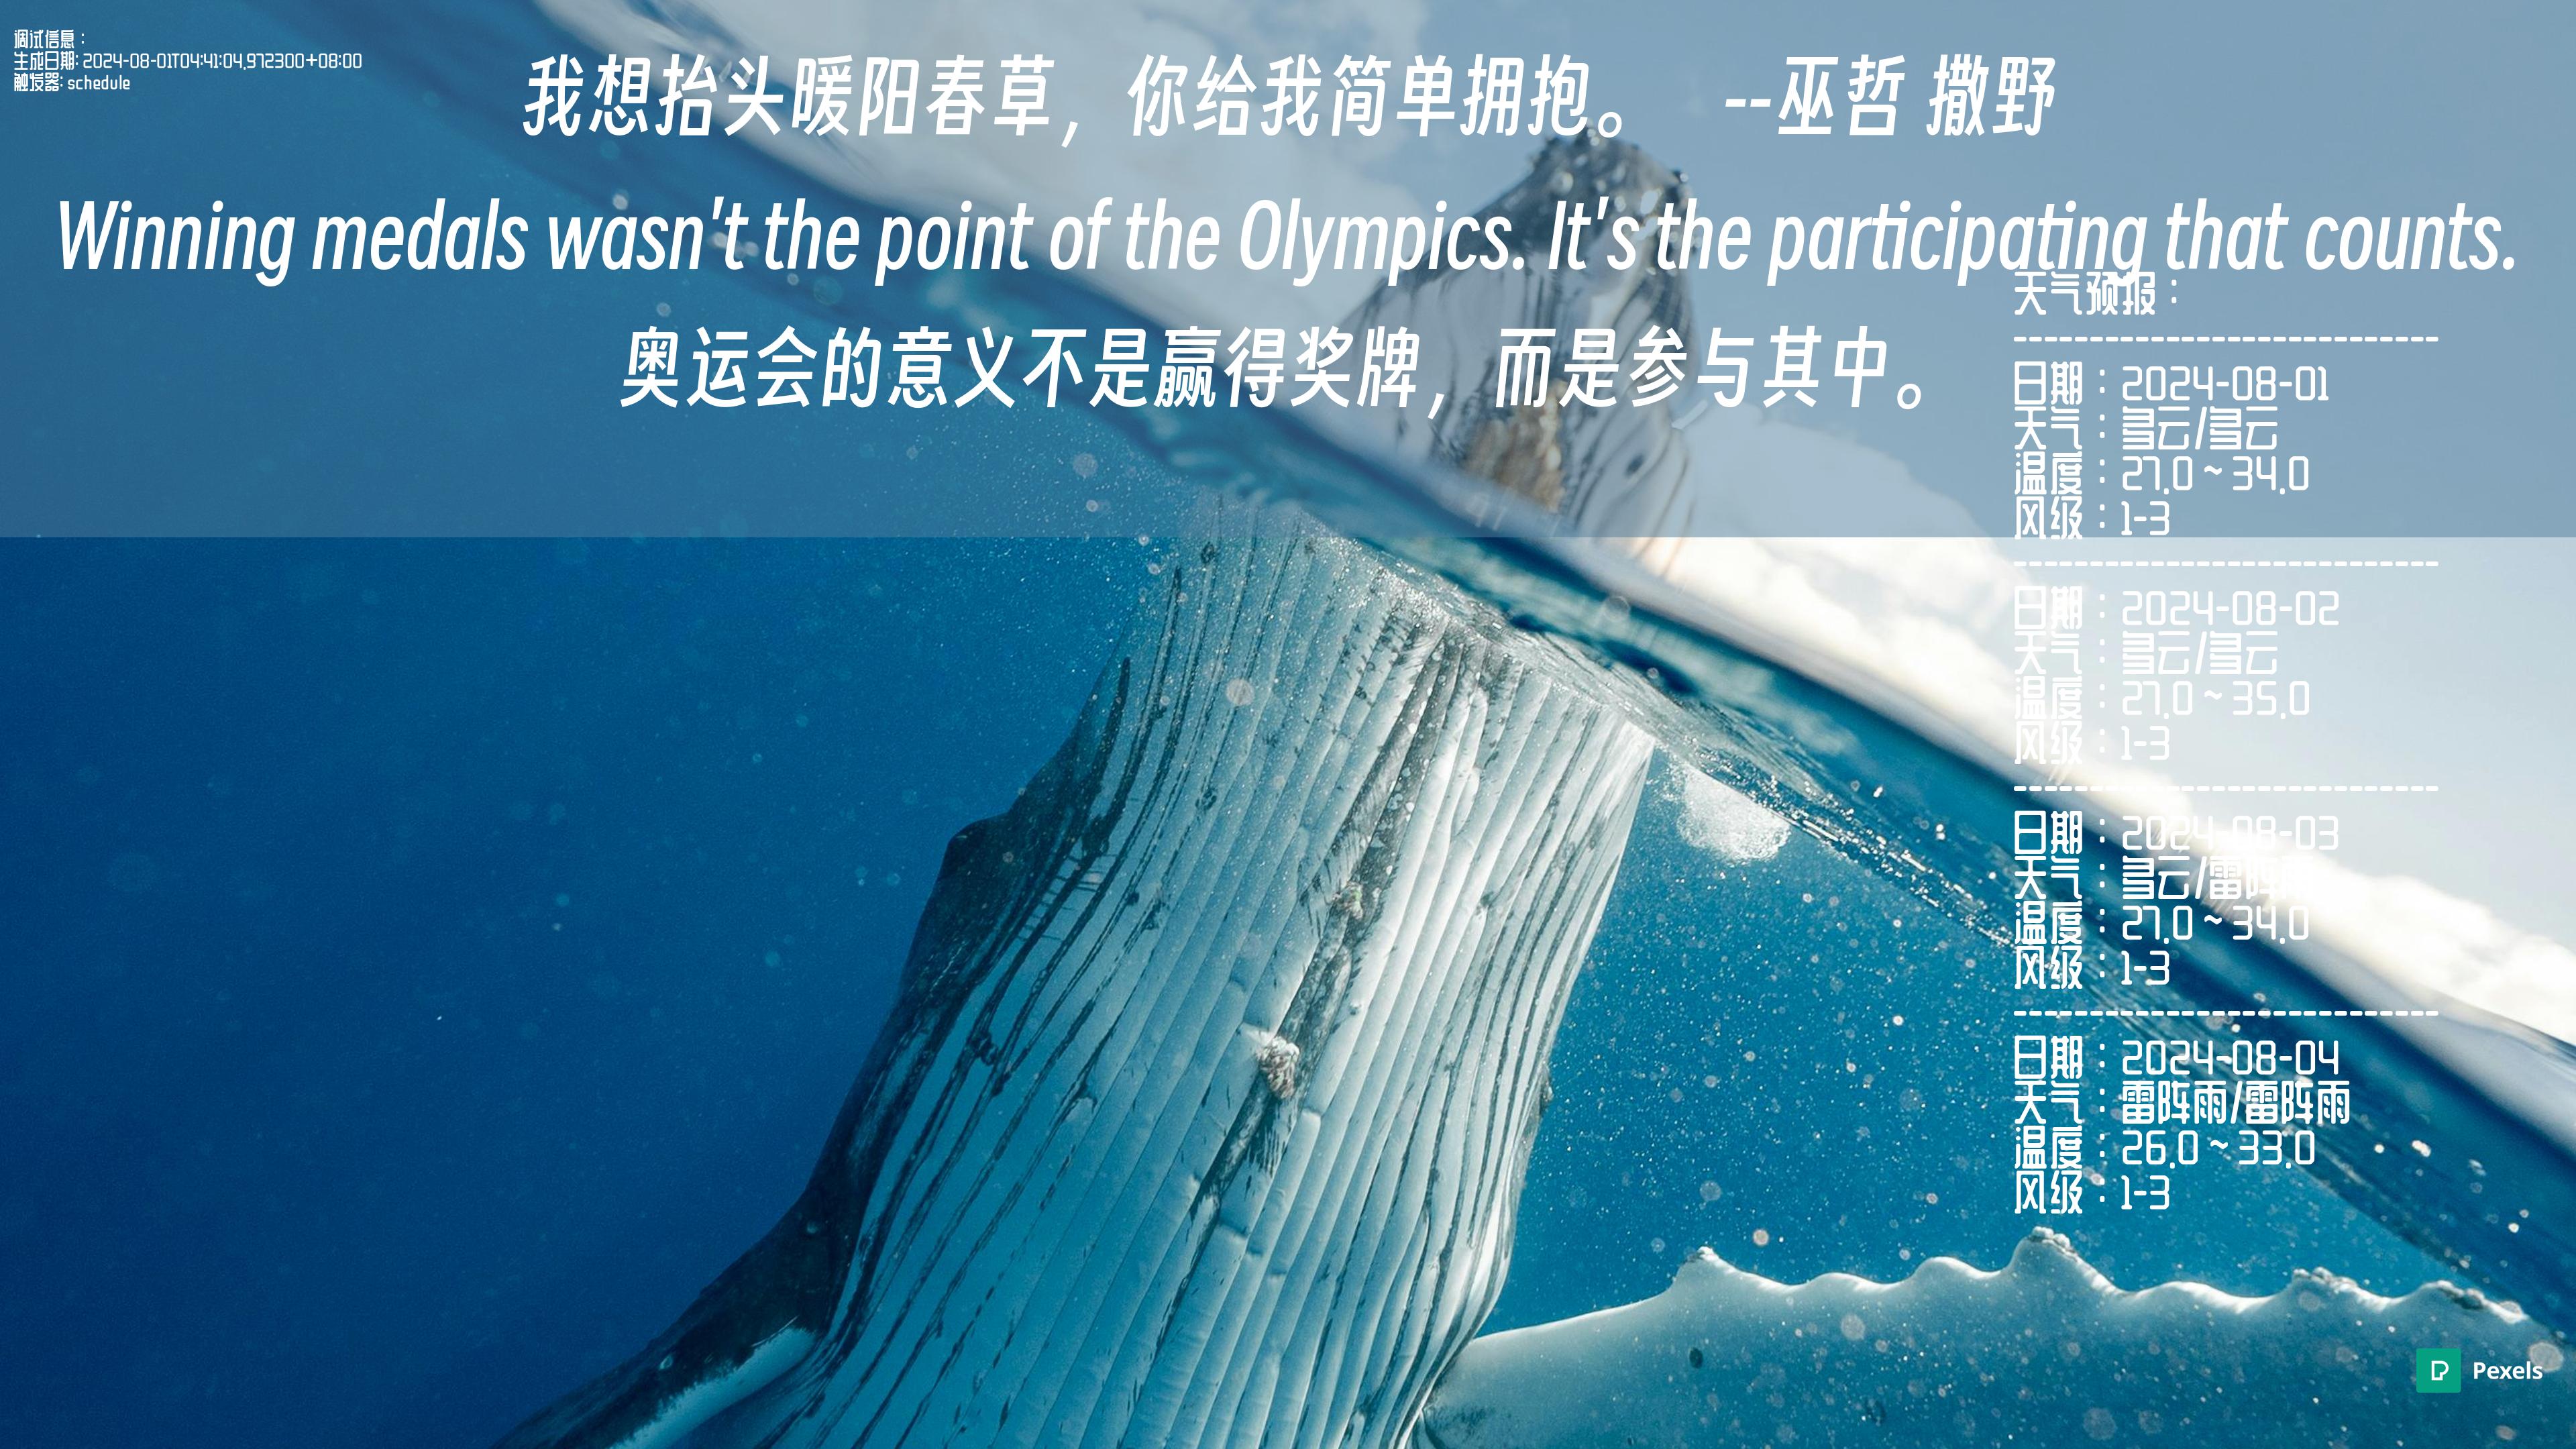 调试信息：
生成日期: 2024-08-01T04:41:04.972300+08:00
触发器: schedule
我想抬头暖阳春草，你给我简单拥抱。 --巫哲 撒野
Winning medals wasn't the point of the Olympics. It's the participating that counts.
奥运会的意义不是赢得奖牌，而是参与其中。
天气预报：
------------------------------
日期：2024-08-01
天气：多云/多云
温度：27.0 ~ 34.0
风级：1-3
------------------------------
日期：2024-08-02
天气：多云/多云
温度：27.0 ~ 35.0
风级：1-3
------------------------------
日期：2024-08-03
天气：多云/雷阵雨
温度：27.0 ~ 34.0
风级：1-3
------------------------------
日期：2024-08-04
天气：雷阵雨/雷阵雨
温度：26.0 ~ 33.0
风级：1-3
Pexels